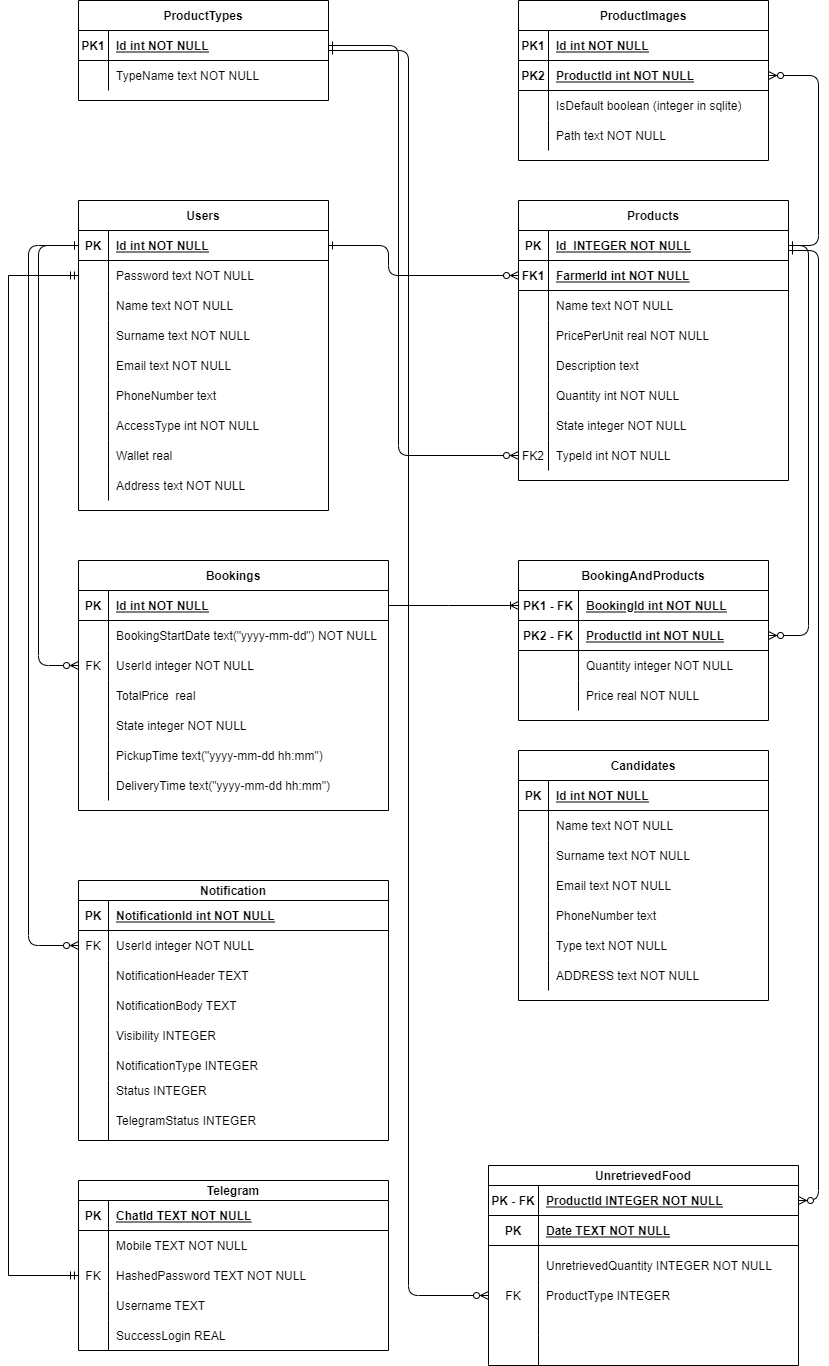 ProductTypes
PK1 Id int NOT NULL
TypeName text NOT NULL
ProductImages
PK1 Id int NOT NULL
PK2 ProductId int NOT NULL
IsDefault boolean (integer in sqlite)
Path text NOT NULL
Users
PK Id int NOT NULL
Password text NOT NULL
Name text NOT NULL
Surname text NOT NULL
Email text NOT NULL
PhoneNumber text
AccessType int NOT NULL
Wallet real
Address text NOT NULL
Products
PK Id INTEGER NOT NULL
FK1 FarmerId int NOT NULL
Name text NOT NULL
PricePerUnit real NOT NULL
Description text
Quantity int NOT NULL
State integer NOT NULL
FK2 TypeId int NOT NULL
Bookings
PK Id int NOT NULL
BookingStartDate text("yyyy-mm-dd") NOT NULL
FK UserId integer NOT NULL
TotalPrice real
State integer NOT NULL
PickupTime text("yyyy-mm-dd hh:mm")
DeliveryTime text("yyyy-mm-dd hh:mm")
BookingAndProducts
PK1 - FK BookingId int NOT NULL
PK2 - FK ProductId int NOT NULL
Quantity integer NOT NULL
Price real NOT NULL
Candidates
PK Id int NOT NULL
Name text NOT NULL
Surname text NOT NULL
Email text NOT NULL
PhoneNumber text
Type text NOT NULL
ADDRESS text NOT NULL
Notification
PK NotificationId int NOT NULL
FK UserId integer NOT NULL
NotificationHeader TEXT
NotificationBody TEXT
Visibility INTEGER
NotificationType INTEGER
Status INTEGER
TelegramStatus INTEGER
Telegram
PK ChatId TEXT NOT NULL
Mobile TEXT NOT NULL
FK HashedPassword TEXT NOT NULL
Username TEXT
SuccessLogin REAL
UnretrievedFood
PK - FK ProductId INTEGER NOT NULL
PK Date TEXT NOT NULL
UnretrievedQuantity INTEGER NOT NULL
FK ProductType INTEGER